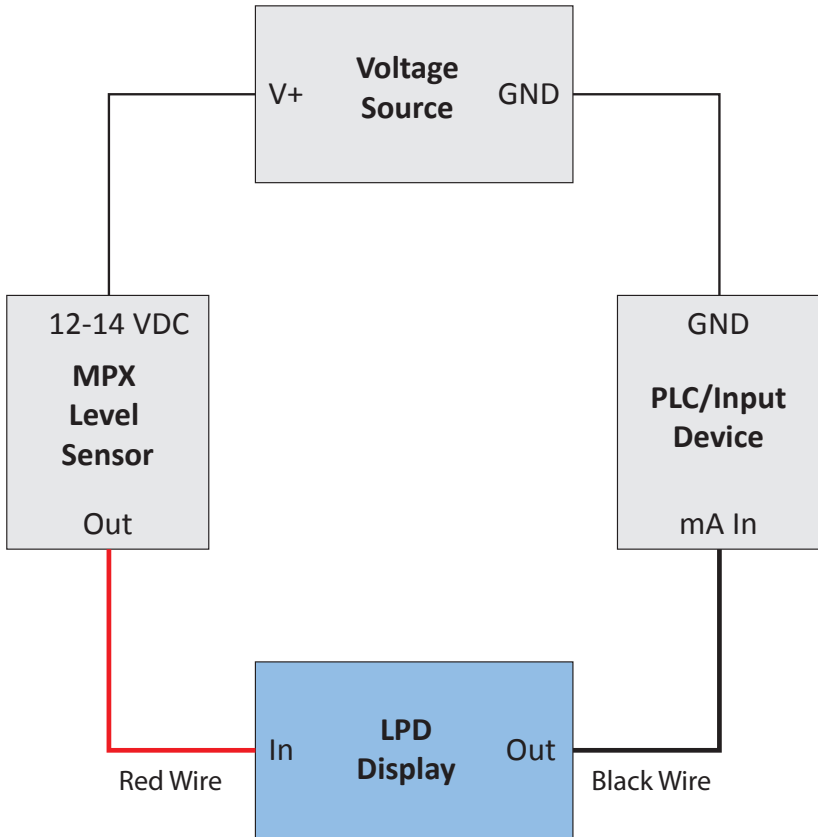 V+
Voltage
Source
GND
12-14 VDC
MPX
Level
Sensor
Out
GND
PLC/Input
Device
mA In
In
LPD
Display
Out
Red Wire
Black Wire